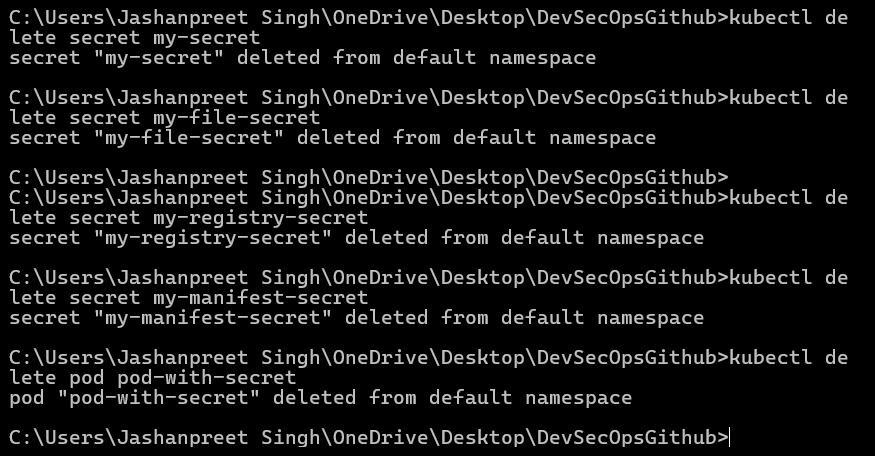 C:\Users\Jashanpreet Singh\OneDrive\Desktop\DevSecOpsGithub>kubectl de
lete secret my-secret
secret "my-secret" deleted from default namespace
C:\Users\Jashanpreet Singh\OneDrive\Desktop\DevSecOpsGithub>kubectl de
lete secret my-file-secret
secret "my-file-secret" deleted from default namespace
C:\Users\Jashanpreet Singh\OneDrive\Desktop\DevSecOpsGithub>
C:\Users\Jashanpreet Singh\OneDrive\Desktop\DevSecOpsGithub>kubectl de
lete secret my-registry-secret
secret "my-registry-secret" deleted from default namespace
C:\Users\Jashanpreet Singh\OneDrive\Desktop\DevSecOpsGithub>kubectl de
lete secret my-manifest-secret
secret "my-manifest-secret" deleted from default namespace
C:\Users\Jashanpreet Singh\OneDrive\Desktop\DevSecOpsGithub>kubectl de
lete pod pod-with-secret
pod "pod-with-secret" deleted from default namespace
C:\Users\Jashanpreet Singh\OneDrive\Desktop\DevSecOpsGithub>